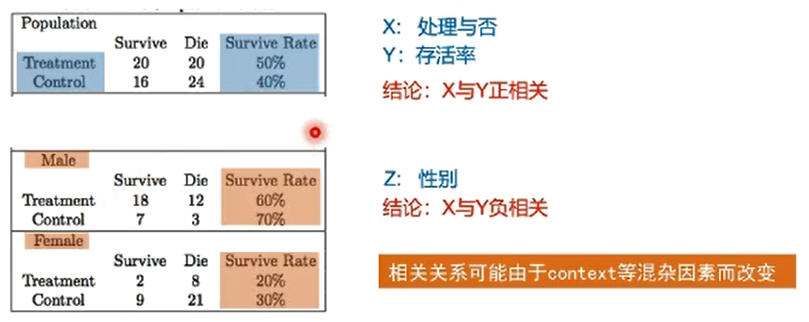 Population
Survive Die Survive Rate
Treatment 20 20 50%
Control 16 24 40%
X: 处理与否
Y: 存活率
结论: X与Y正相关
Male
Survive Die Survive Rate
Treatment 18 12 60%
Control 7 3 70%
Female
Survive Die Survive Rate
Treatment 2 8 20%
Control 9 21 30%
Z: 性别
结论: X与Y负相关
相关关系可能由于context等混杂因素而改变